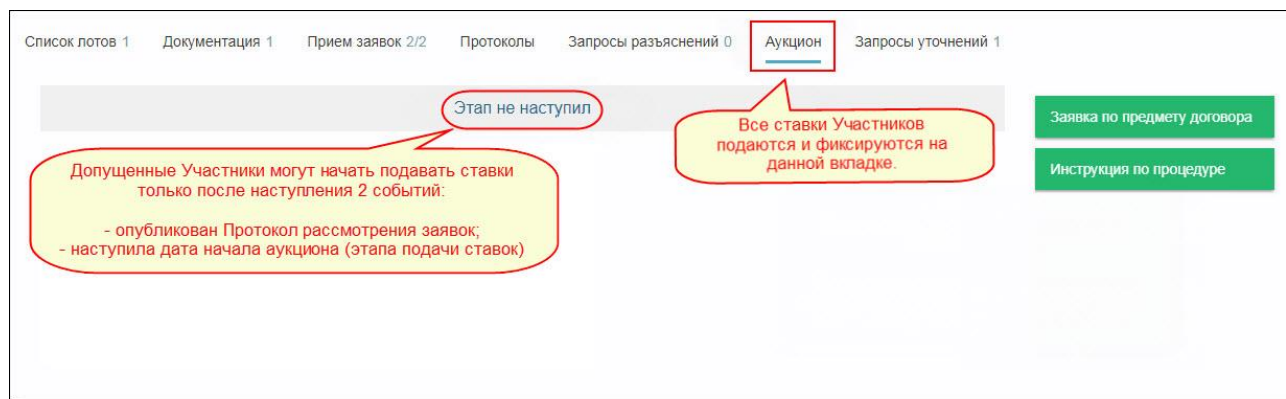 Список лотов 1 Документация 1 Прием заявок 2/2 Протоколы Запросы разъяснений 0 Аукцион Запросы уточнений 1
Этап не наступил
Допущенные Участники могут начать подавать ставки
только после наступления 2 событий:
- опубликован Протокол рассмотрения заявок;
- наступила дата начала аукциона (этапа подачи ставок)
Все ставки Участников
подаются и фиксируются на
данной вкладке.
Заявка по предмету договора
Инструкция по процедуре